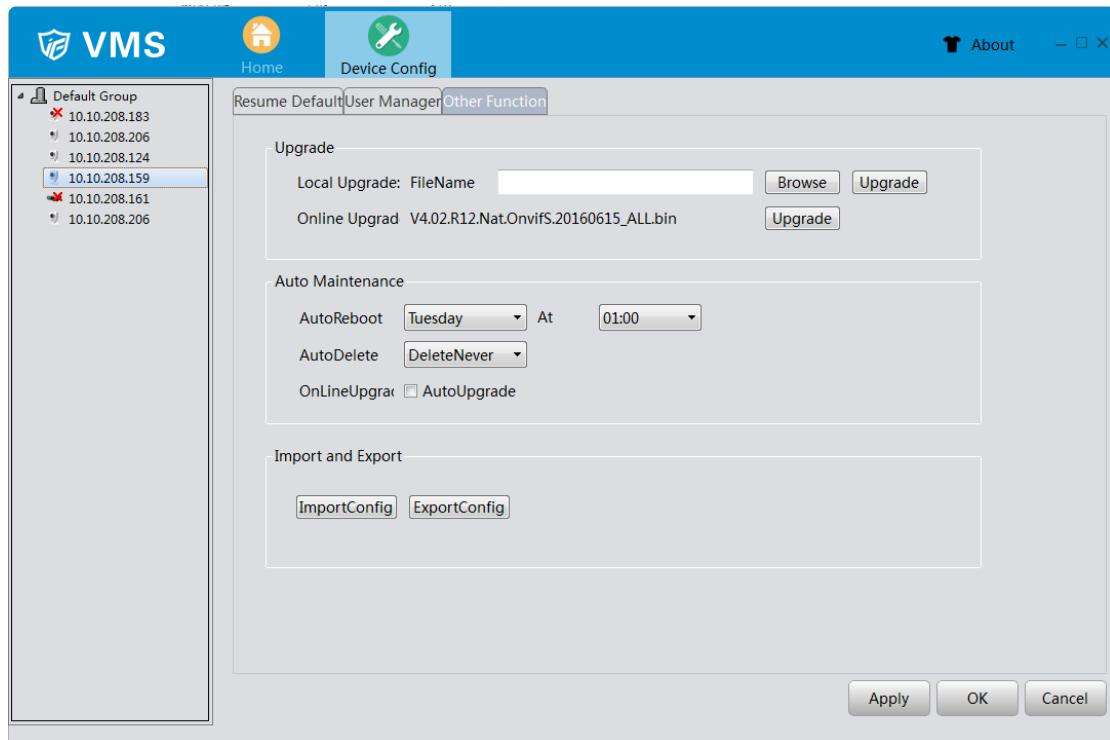 VMS
Home
Device Config
About
Default Group
10.10.208.183
10.10.208.206
10.10.208.124
10.10.208.159
10.10.208.161
10.10.208.206
Resume Default User Manager Other Function
Upgrade
Local Upgrade: FileName Browse Upgrade
Online Upgrad V4.02.R12.Nat.OnvifS.20160615_ALL.bin Upgrade
Auto Maintenance
AutoReboot Tuesday At 01:00
AutoDelete DeleteNever
OnLineUpgra AutoUpgrade
Import and Export
ImportConfig ExportConfig
Apply OK Cancel